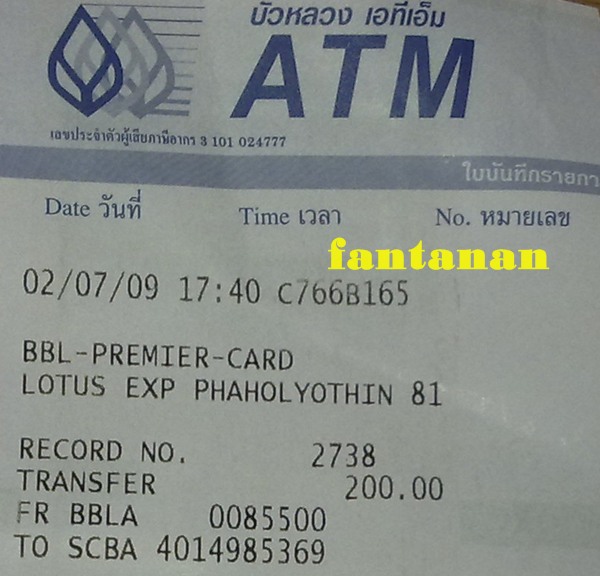 บัวหลวง เอทีเอ็ม
ATM
เลขประจำตัวผู้เสียภาษีอากร 3 101 024777
ใบบันทึกรายกา
Date วันที่ Time เวลา No. หมายเลข
fantanan
02/07/09 17:40 C766B165
BBL-PREMIER-CARD
LOTUS EXP PHAHOLYOTHIN 81
RECORD NO. 2738
TRANSFER 200.00
FR BBLA 0085500
TO SCBA 4014985369